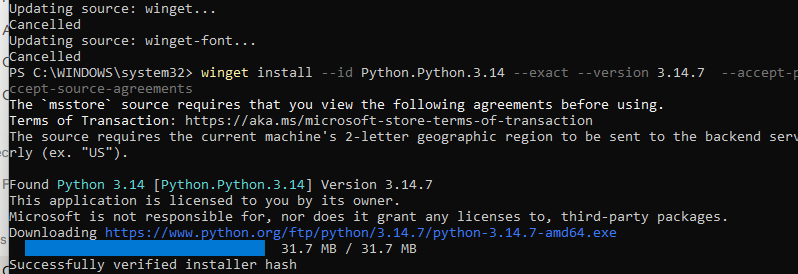 Updating source: winget...
Cancelled
Updating source: winget-font...
Cancelled
PS C:\WINDOWS\system32> winget install --id Python.Python.3.14 --exact --version 3.14.7  --accept-p
ccept-source-agreements
The `msstore` source requires that you view the following agreements before using.
Terms of Transaction: https://aka.ms/microsoft-store-terms-of-transaction
The source requires the current machine's 2-letter geographic region to be sent to the backend serv
rly (ex. "US").
Found Python 3.14 [Python.Python.3.14] Version 3.14.7
This application is licensed to you by its owner.
Microsoft is not responsible for, nor does it grant any licenses to, third-party packages.
Downloading https://www.python.org/ftp/python/3.14.7/python-3.14.7-amd64.exe
31.7 MB / 31.7 MB
Successfully verified installer hash